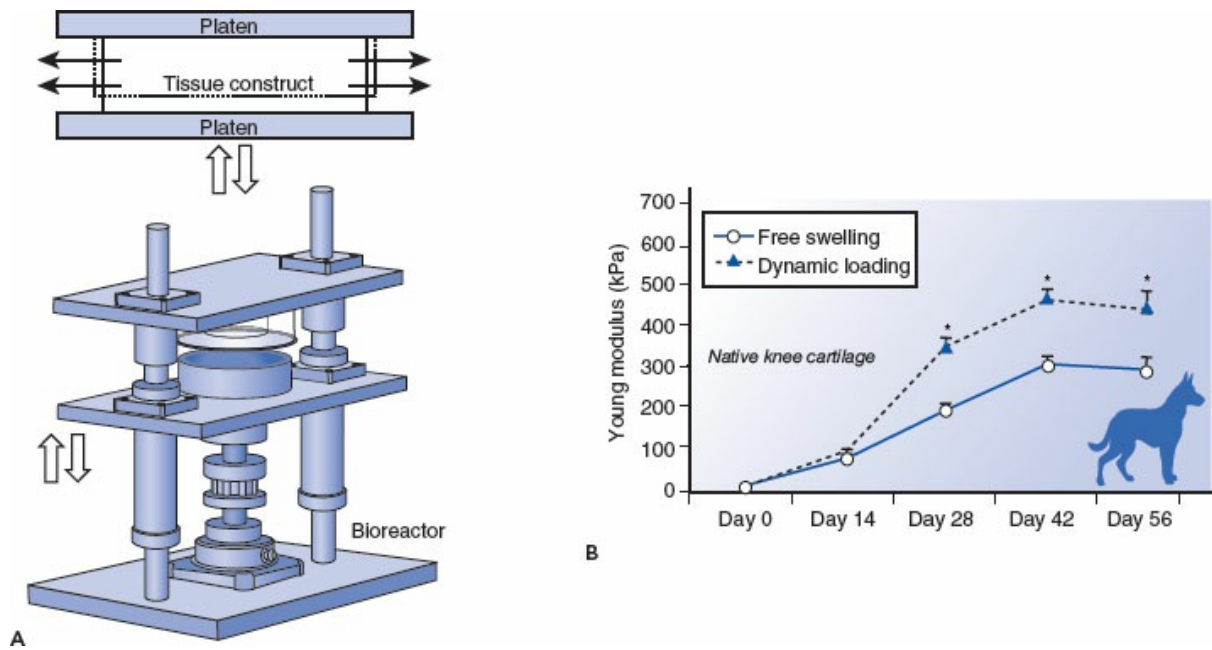 Platen
Tissue construct
Platen
Bioreactor
A
Young modulus (kPa)
700
600
500
400
300
200
100
0
Free swelling
Dynamic loading
Native knee cartilage
*
*
*
Day 0
Day 14
Day 28
Day 42
Day 56
B